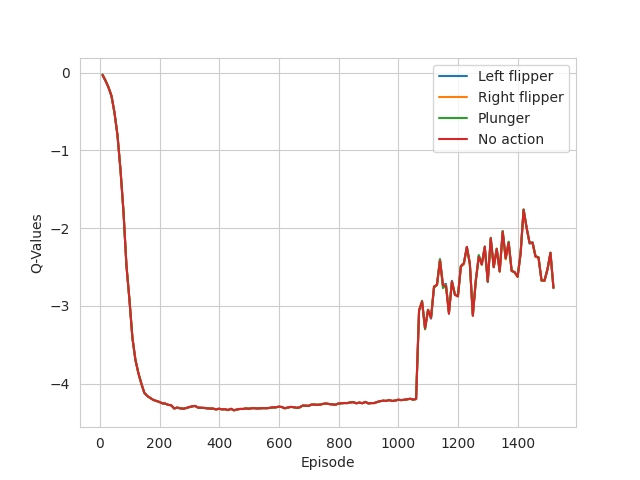 0
−1
−2
−3
−4
Q-Values
0
200
400
600
800
1000
1200
1400
Episode
Left flipper
Right flipper
Plunger
No action